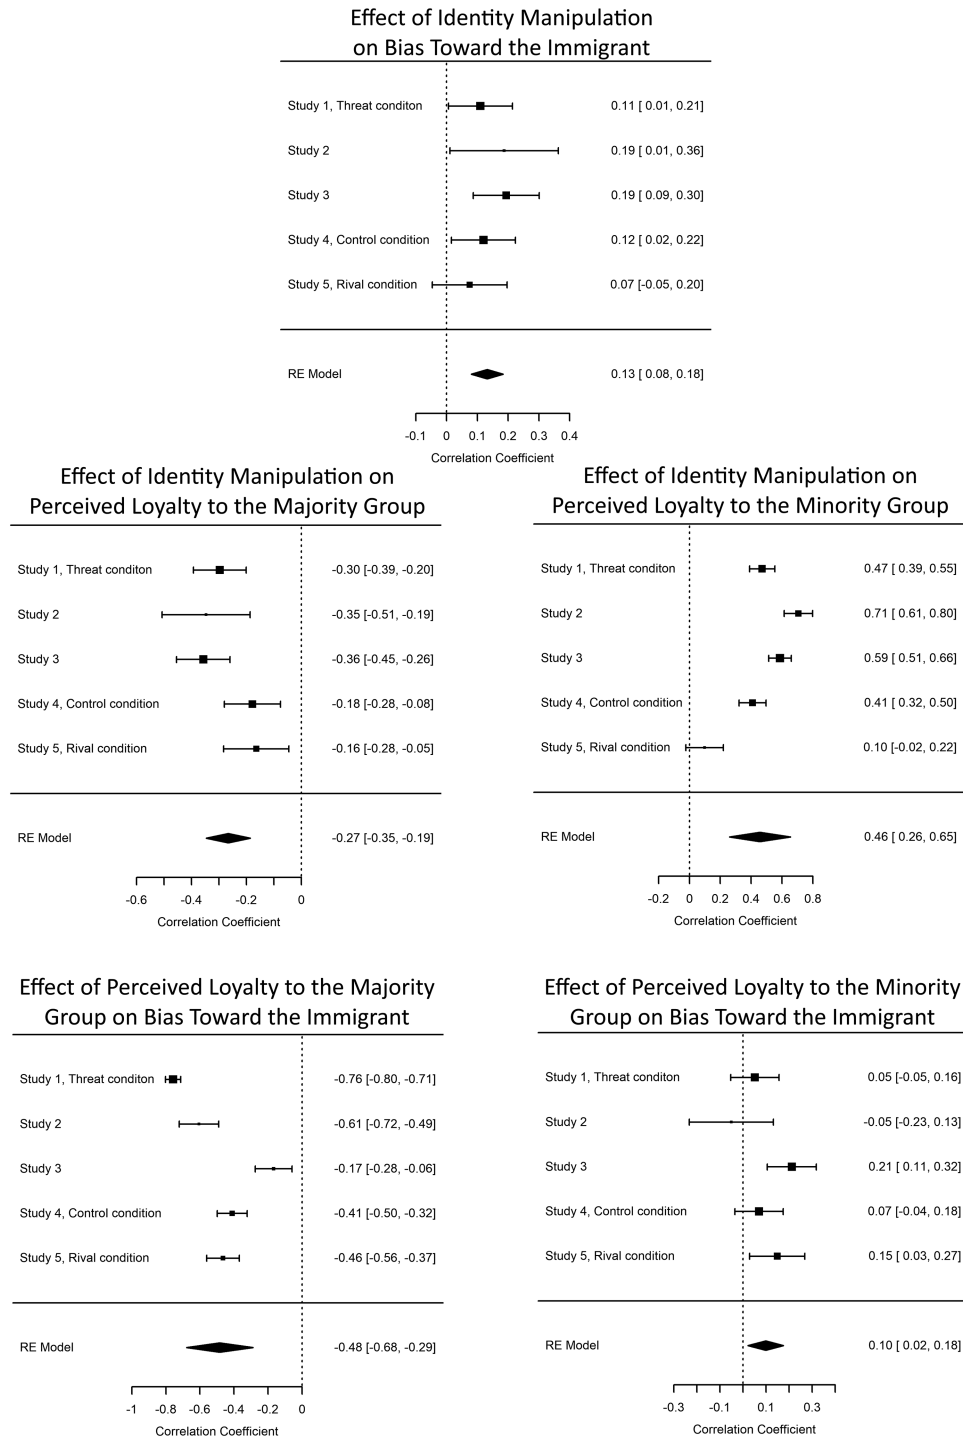 Effect of Identity Manipulation
on Bias Toward the Immigrant
Study 1, Threat conditon 0.11 [ 0.01, 0.21]
Study 2 0.19 [ 0.01, 0.36]
Study 3 0.19 [ 0.09, 0.30]
Study 4, Control condition 0.12 [ 0.02, 0.22]
Study 5, Rival condition 0.07 [-0.05, 0.20]
RE Model 0.13 [ 0.08, 0.18]
-0.1 0 0.1 0.2 0.3 0.4
Correlation Coefficient
Effect of Identity Manipulation on
Perceived Loyalty to the Majority Group
Study 1, Threat conditon -0.30 [-0.39, -0.20]
Study 2 -0.35 [-0.51, -0.19]
Study 3 -0.36 [-0.45, -0.26]
Study 4, Control condition -0.18 [-0.28, -0.08]
Study 5, Rival condition -0.16 [-0.28, -0.05]
RE Model -0.27 [-0.35, -0.19]
-0.6 -0.4 -0.2 0
Correlation Coefficient
Effect of Identity Manipulation on
Perceived Loyalty to the Minority Group
Study 1, Threat conditon 0.47 [ 0.39, 0.55]
Study 2 0.71 [ 0.61, 0.80]
Study 3 0.59 [ 0.51, 0.66]
Study 4, Control condition 0.41 [ 0.32, 0.50]
Study 5, Rival condition 0.10 [-0.02, 0.22]
RE Model 0.46 [ 0.26, 0.65]
-0.2 0 0.2 0.4 0.6 0.8
Correlation Coefficient
Effect of Perceived Loyalty to the Majority
Group on Bias Toward the Immigrant
Study 1, Threat conditon -0.76 [-0.80, -0.71]
Study 2 -0.61 [-0.72, -0.49]
Study 3 -0.17 [-0.28, -0.06]
Study 4, Control condition -0.41 [-0.50, -0.32]
Study 5, Rival condition -0.46 [-0.56, -0.37]
RE Model -0.48 [-0.68, -0.29]
-1 -0.8 -0.6 -0.4 -0.2 0
Correlation Coefficient
Effect of Perceived Loyalty to the Minority
Group on Bias Toward the Immigrant
Study 1, Threat conditon 0.05 [-0.05, 0.16]
Study 2 -0.05 [-0.23, 0.13]
Study 3 0.21 [ 0.11, 0.32]
Study 4, Control condition 0.07 [-0.04, 0.18]
Study 5, Rival condition 0.15 [ 0.03, 0.27]
RE Model 0.10 [ 0.02, 0.18]
-0.3 -0.1 0.1 0.3
Correlation Coefficient